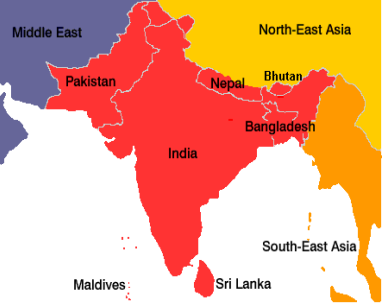 Middle East
North-East Asia
Pakistan
Nepal
Bhutan
Bangladesh
India
South-East Asia
Maldives
Sri Lanka